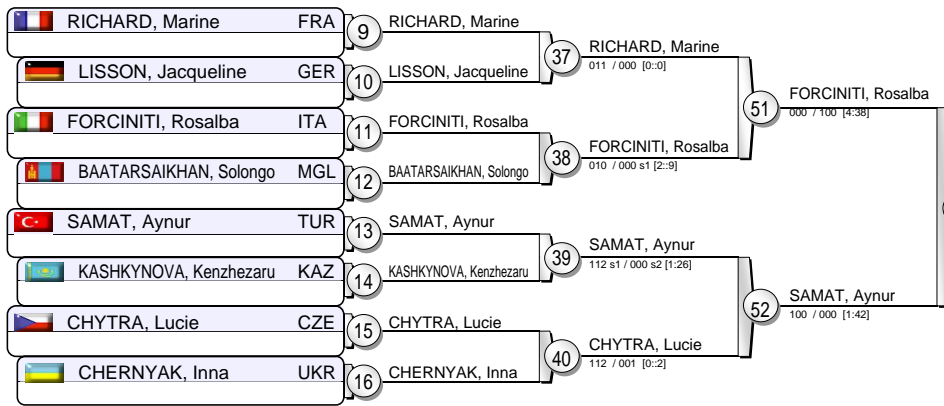 RICHARD, Marine FRA
9
RICHARD, Marine
LISSON, Jacqueline GER
10
LISSON, Jacqueline
37
RICHARD, Marine
011 / 000 [0::0]
FORCINITI, Rosalba ITA
11
FORCINITI, Rosalba
BAATARSAIKHAN, Solongo MGL
12
BAATARSAIKHAN, Solongo
38
FORCINITI, Rosalba
010 / 000 s1 [2::9]
51
FORCINITI, Rosalba
000 / 100 [4:38]
SAMAT, Aynur TUR
13
SAMAT, Aynur
KASHKYNOVA, Kenzhezaru KAZ
14
KASHKYNOVA, Kenzhezaru
39
SAMAT, Aynur
112 s1 / 000 s2 [1:26]
CHYTRA, Lucie CZE
15
CHYTRA, Lucie
CHERNYAK, Inna UKR
16
CHERNYAK, Inna
40
CHYTRA, Lucie
112 / 001 [0::2]
52
SAMAT, Aynur
100 / 000 [1:42]